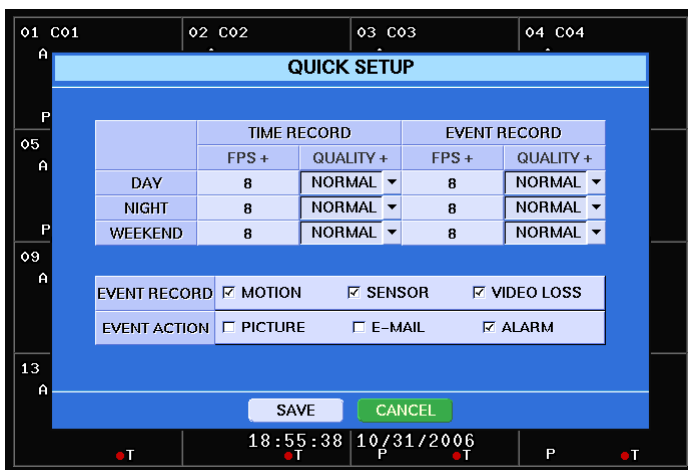 01 C01 02 C02 03 C03 04 C04
A
QUICK SETUP
P
TIME RECORD EVENT RECORD
05
FPS + QUALITY + FPS + QUALITY +
A
DAY 8 NORMAL 8 NORMAL
NIGHT 8 NORMAL 8 NORMAL
P
WEEKEND 8 NORMAL 8 NORMAL
09
A
EVENT RECORD MOTION SENSOR VIDEO LOSS
EVENT ACTION PICTURE E-MAIL ALARM
13
A
SAVE CANCEL
18:55:38 10/31/2006
T T P T P T